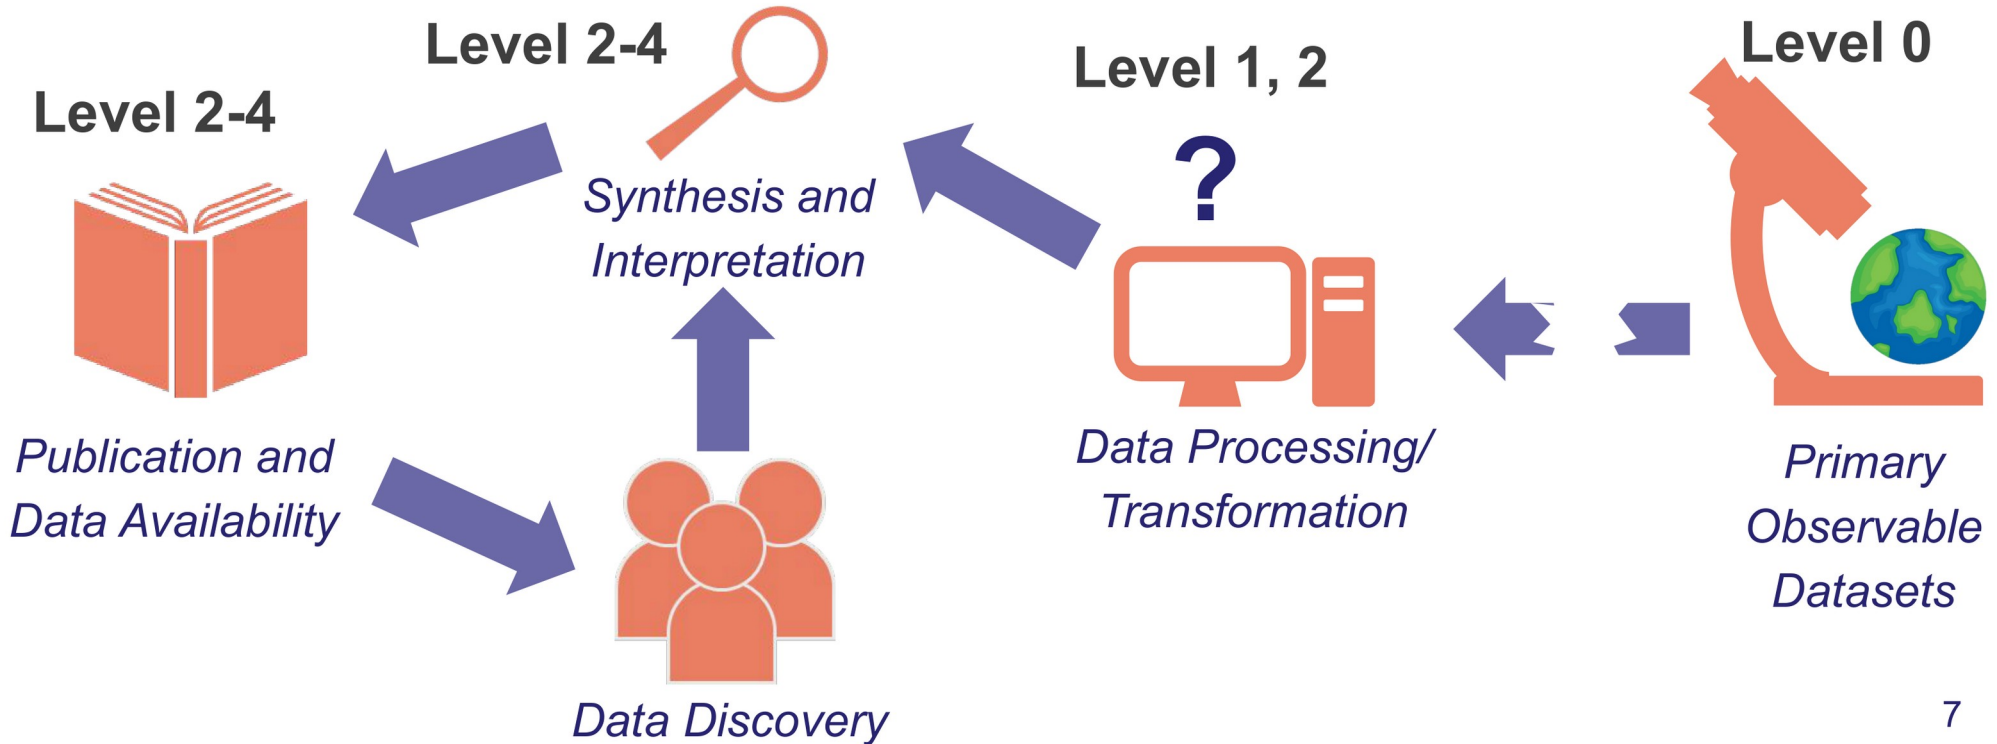 Level 2-4
Publication and
Data Availability
Level 2-4
Synthesis and
Interpretation
Data Discovery
Level 1, 2
?
Data Processing/
Transformation
Level 0
Primary
Observable
Datasets
7